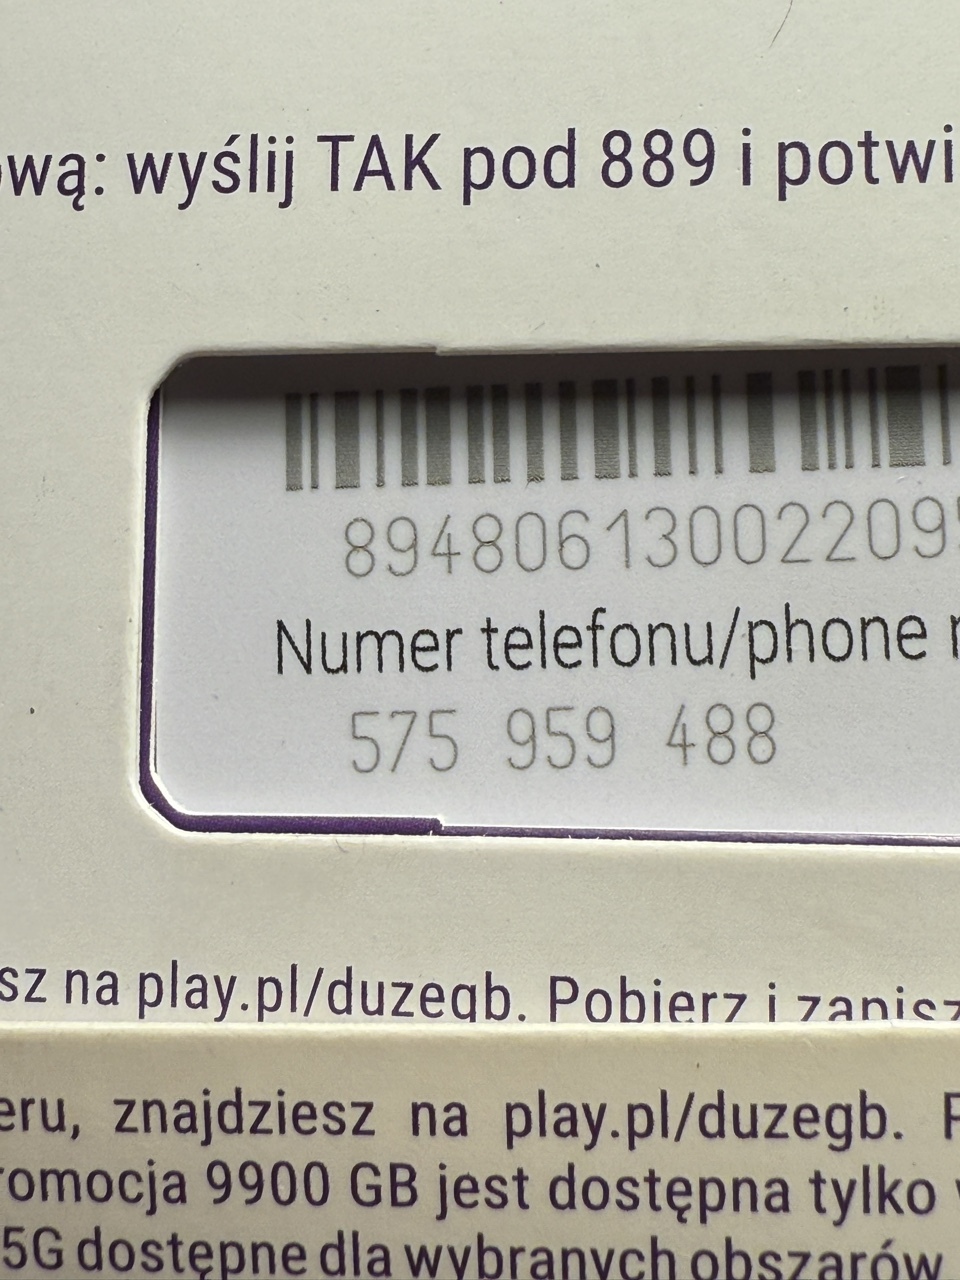 ową: wyślij TAK pod 889 i potwi
894806130022095
Numer telefonu/phone
575 959 488
sz na play.pl/duzegb. Pobierz i zapisz
eru, znajdziesz na play.pl/duzegb.
romocja 9900 GB jest dostępna tylko
5G dostępne dla wybranych obszarów